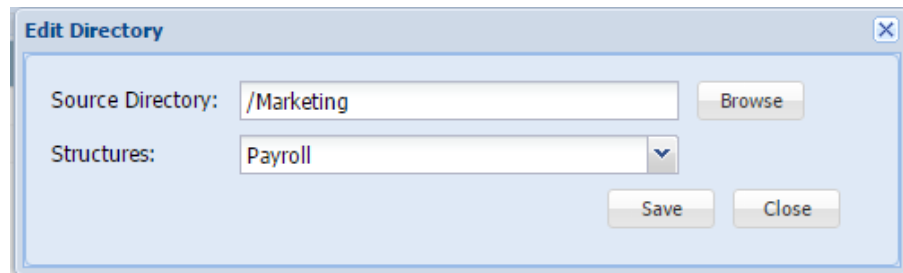 Edit Directory
Source Directory: /Marketing Browse
Structures: Payroll
Save Close